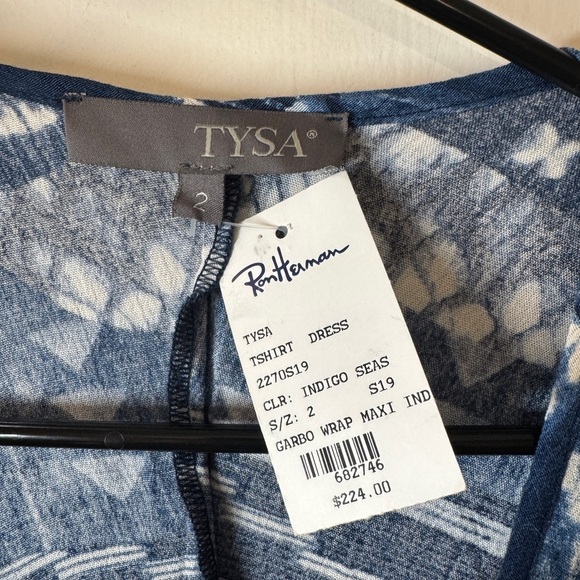 TYSA®
2
Ron Herman
TYSA
TSHIRT DRESS
2270S19
CLR: INDIGO SEAS
S/Z: 2 S19
GARBO WRAP MAXI IND
682746
$224.00